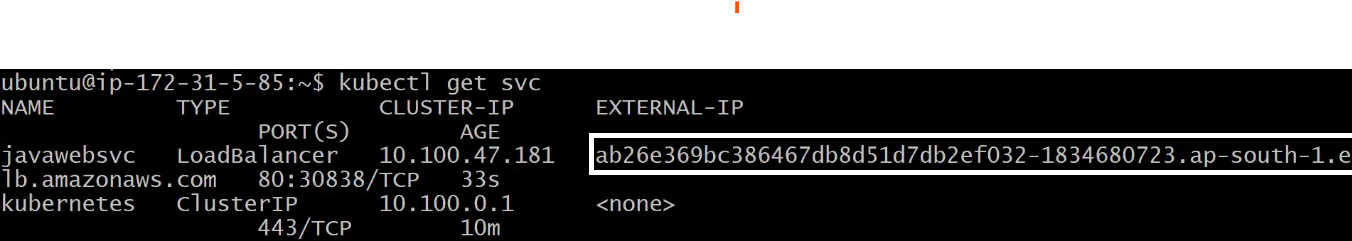 ubuntu@ip-172-31-5-85:~$ kubectl get svc
NAME TYPE CLUSTER-IP EXTERNAL-IP
PORT(S) AGE
javawebsvc LoadBalancer 10.100.47.181 ab26e369bc386467db8d51d7db2ef032-1834680723.ap-south-1.e
lb.amazonaws.com 80:30838/TCP 33s
kubernetes ClusterIP 10.100.0.1 <none>
443/TCP 10m